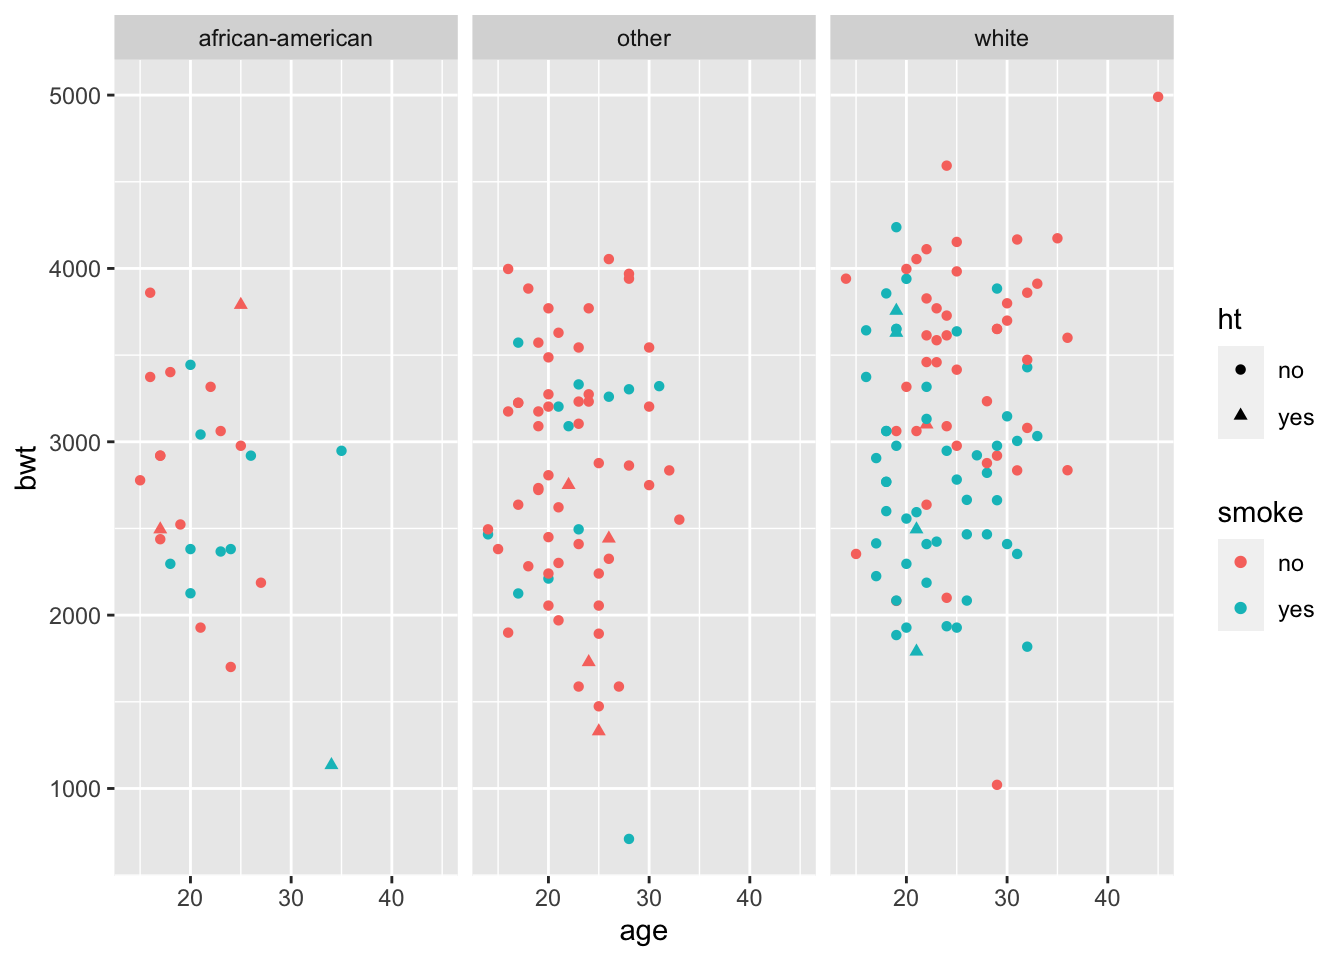 african-american other white
5000
4000
3000
2000
1000
bwt
20 30 40 20 30 40 20 30 40
age
ht
no
yes
smoke
no
yes